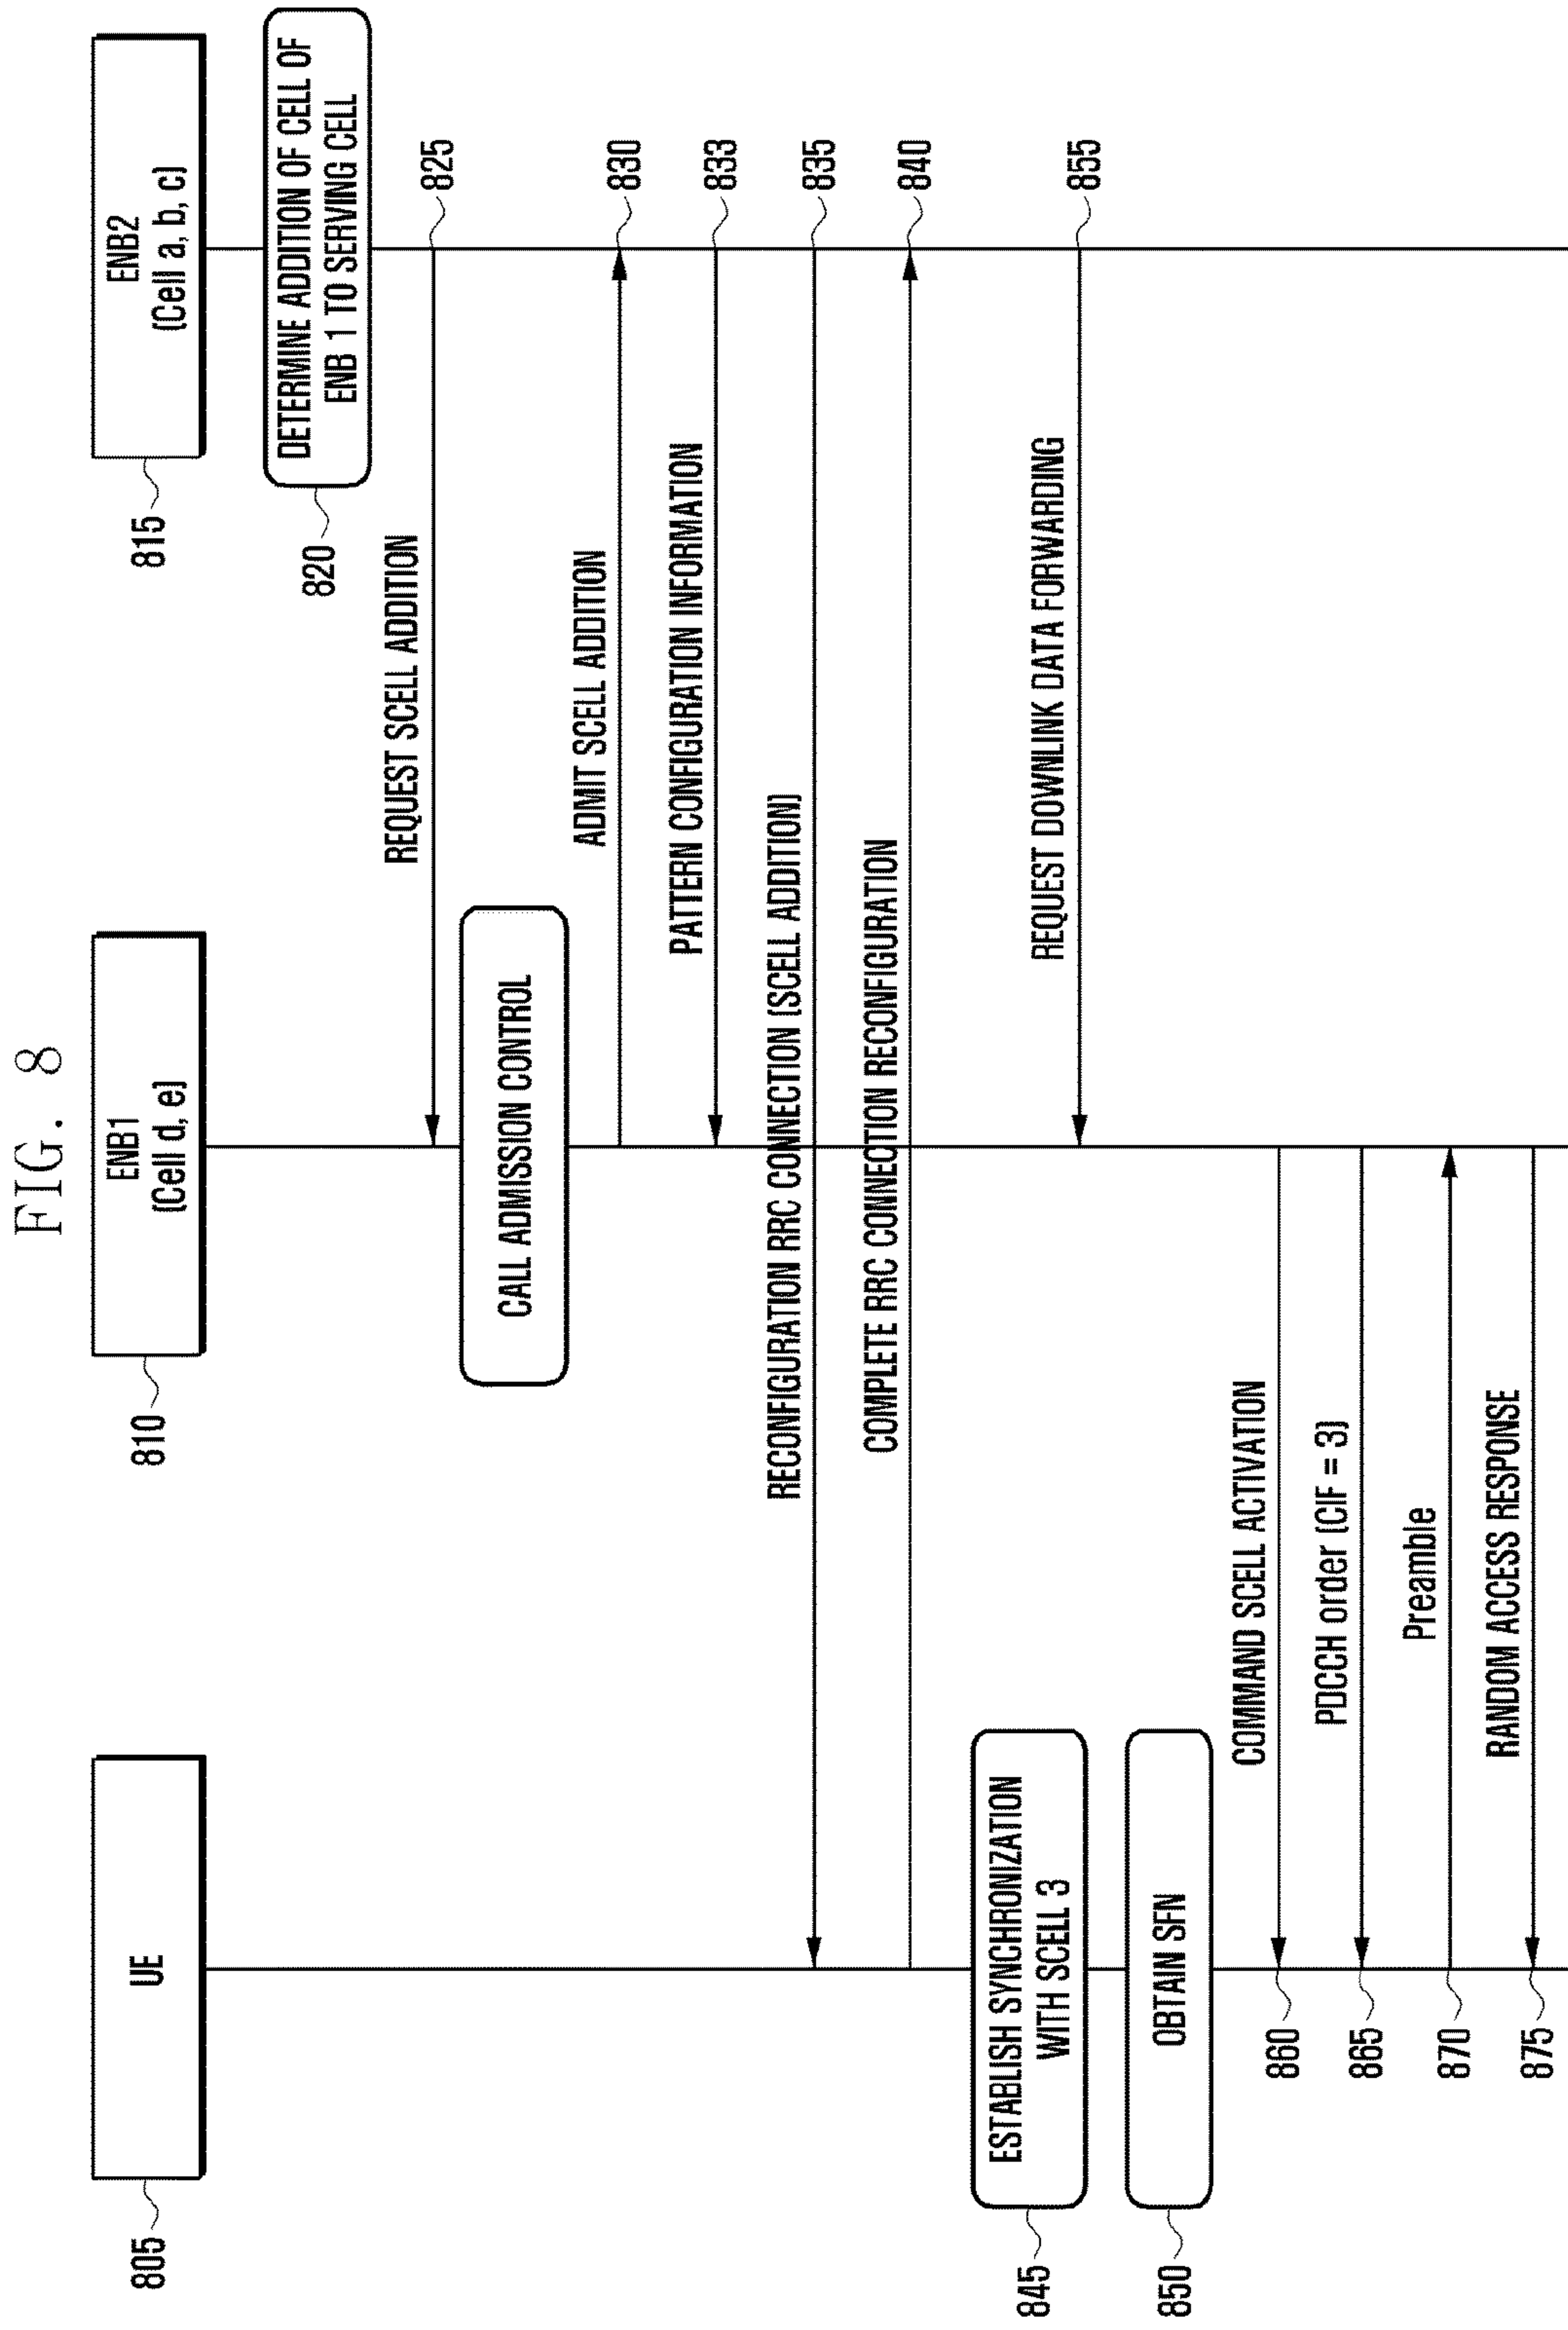 FIG. 8
805
UE
810
ENB1
(Cell d, e)
815
ENB2
(Cell a, b, c)
820
DETERMINE ADDITION OF CELL OF
ENB 1 TO SERVING CELL
REQUEST SCELL ADDITION
825
CALL ADMISSION CONTROL
ADMIT SCELL ADDITION
830
PATTERN CONFIGURATION INFORMATION
833
RECONFIGURATION RRC CONNECTION (SCELL ADDITION)
835
COMPLETE RRC CONNECTION RECONFIGURATION
840
845
ESTABLISH SYNCHRONIZATION
WITH SCELL 3
REQUEST DOWNLINK DATA FORWARDING
855
850
OBTAIN SFN
COMMAND SCELL ACTIVATION
860
PDCCH order (CIF = 3)
865
Preamble
870
RANDOM ACCESS RESPONSE
875